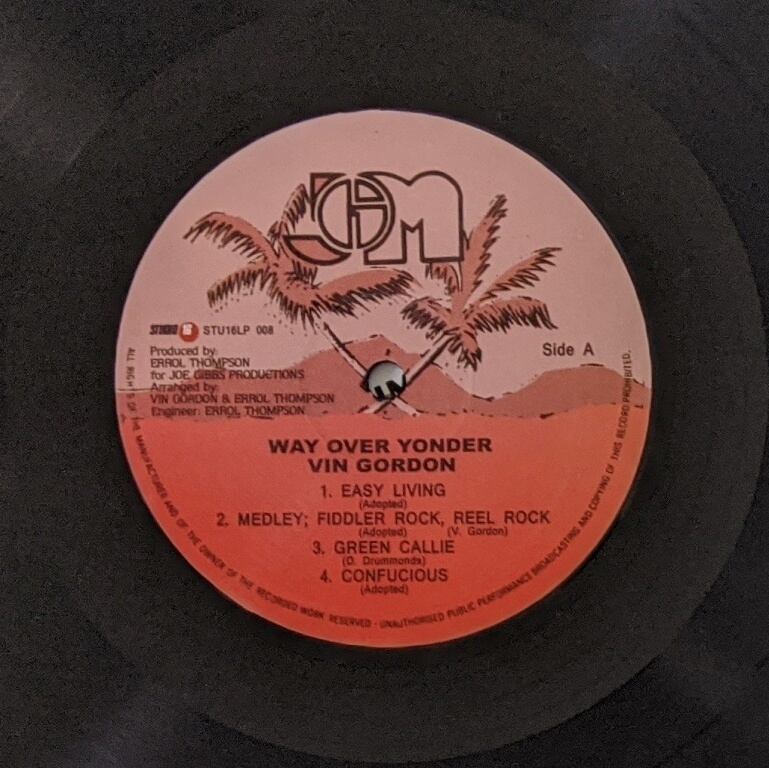 JGM
STUDIO 16 STU16LP 008
Side A
Produced by:
ERROL THOMPSON
for JOE GIBBS PRODUCTIONS
Arranged by:
VIN GORDON & ERROL THOMPSON
Engineer: ERROL THOMPSON
WAY OVER YONDER
VIN GORDON
1. EASY LIVING
(Adopted)
2. MEDLEY; FIDDLER ROCK, REEL ROCK
(Adopted) (V. Gordon)
3. GREEN CALLIE
(D. Drummonds)
4. CONFUCIOUS
(Adopted)
ALL RIGHTS OF THE MANUFACTURER AND OF THE OWNER OF THE RECORDED WORK RESERVED - UNAUTHORISED PUBLIC PERFORMANCE BROADCASTING AND COPYING OF THIS RECORD PROHIBITED.